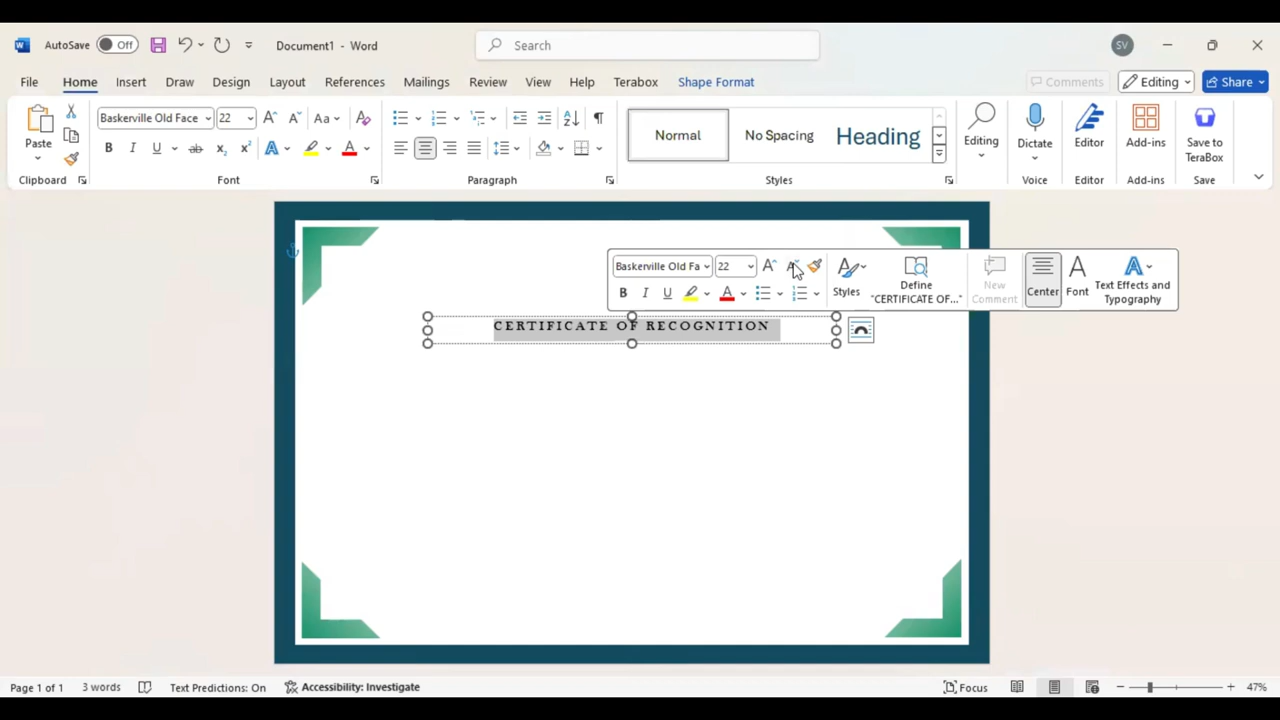 AutoSave Off Document1 - Word Search SV
File Home Insert Draw Design Layout References Mailings Review View Help Terabox Shape Format Comments Editing Share
Paste Baskerville Old Face 22 Aa Normal No Spacing Heading Editing Dictate Editor Add-ins Save to TeraBox
Clipboard Font Paragraph Styles Voice Editor Add-ins Save
Baskerville Old Fa 22 Styles Define "CERTIFICATE OF..." New Comment Center Font Text Effects and Typography
CERTIFICATE OF RECOGNITION
Page 1 of 1 3 words Text Predictions: On Accessibility: Investigate Focus 47%